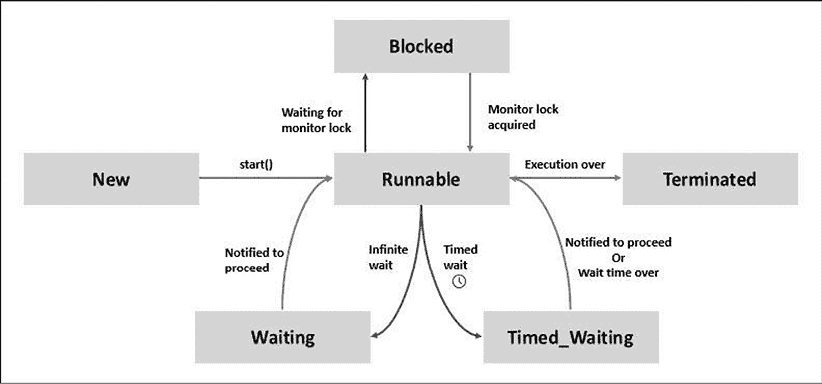 Blocked
Waiting for
monitor lock
Monitor lock
acquired
New
start()
Runnable
Execution over
Terminated
Notified to
proceed
Infinite
wait
Timed
wait
Notified to proceed
Or
Wait time over
Waiting
Timed_Waiting